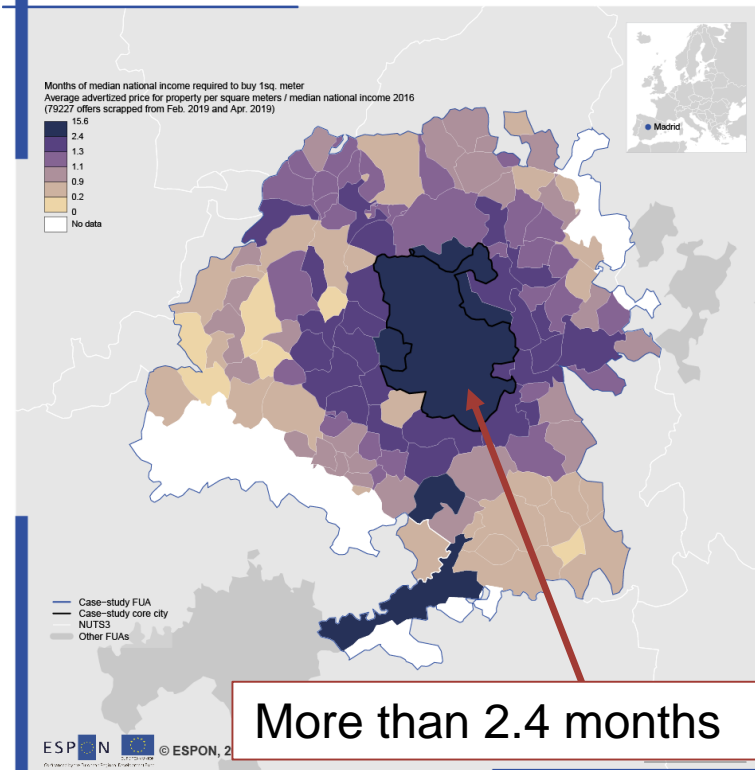 Months of median national income required to buy 1sq. meter
Average advertized price for property per square meters / median national income 2016
(79227 offers scrapped from Feb. 2019 and Apr. 2019)
15.6
2.4
1.3
1.1
0.9
0.2
0
No data
Madrid
Case−study FUA
Case−study core city
NUTS3
Other FUAs
More than 2.4 months
ESPON
© ESPON, 2